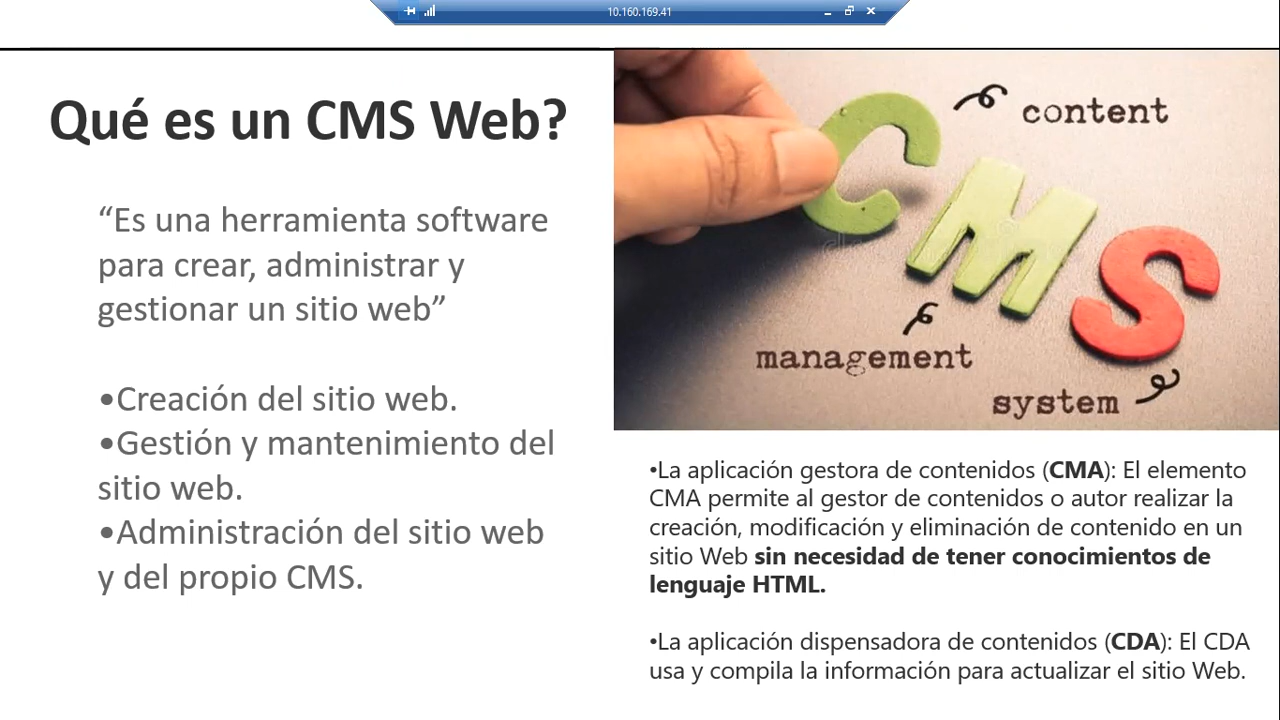 10.160.169.41
Qué es un CMS Web?
“Es una herramienta software
para crear, administrar y
gestionar un sitio web”
•Creación del sitio web.
•Gestión y mantenimiento del
sitio web.
•Administración del sitio web
y del propio CMS.
CMS
content
management
system
•La aplicación gestora de contenidos (CMA): El elemento
CMA permite al gestor de contenidos o autor realizar la
creación, modificación y eliminación de contenido en un
sitio Web sin necesidad de tener conocimientos de
lenguaje HTML.
•La aplicación dispensadora de contenidos (CDA): El CDA
usa y compila la información para actualizar el sitio Web.